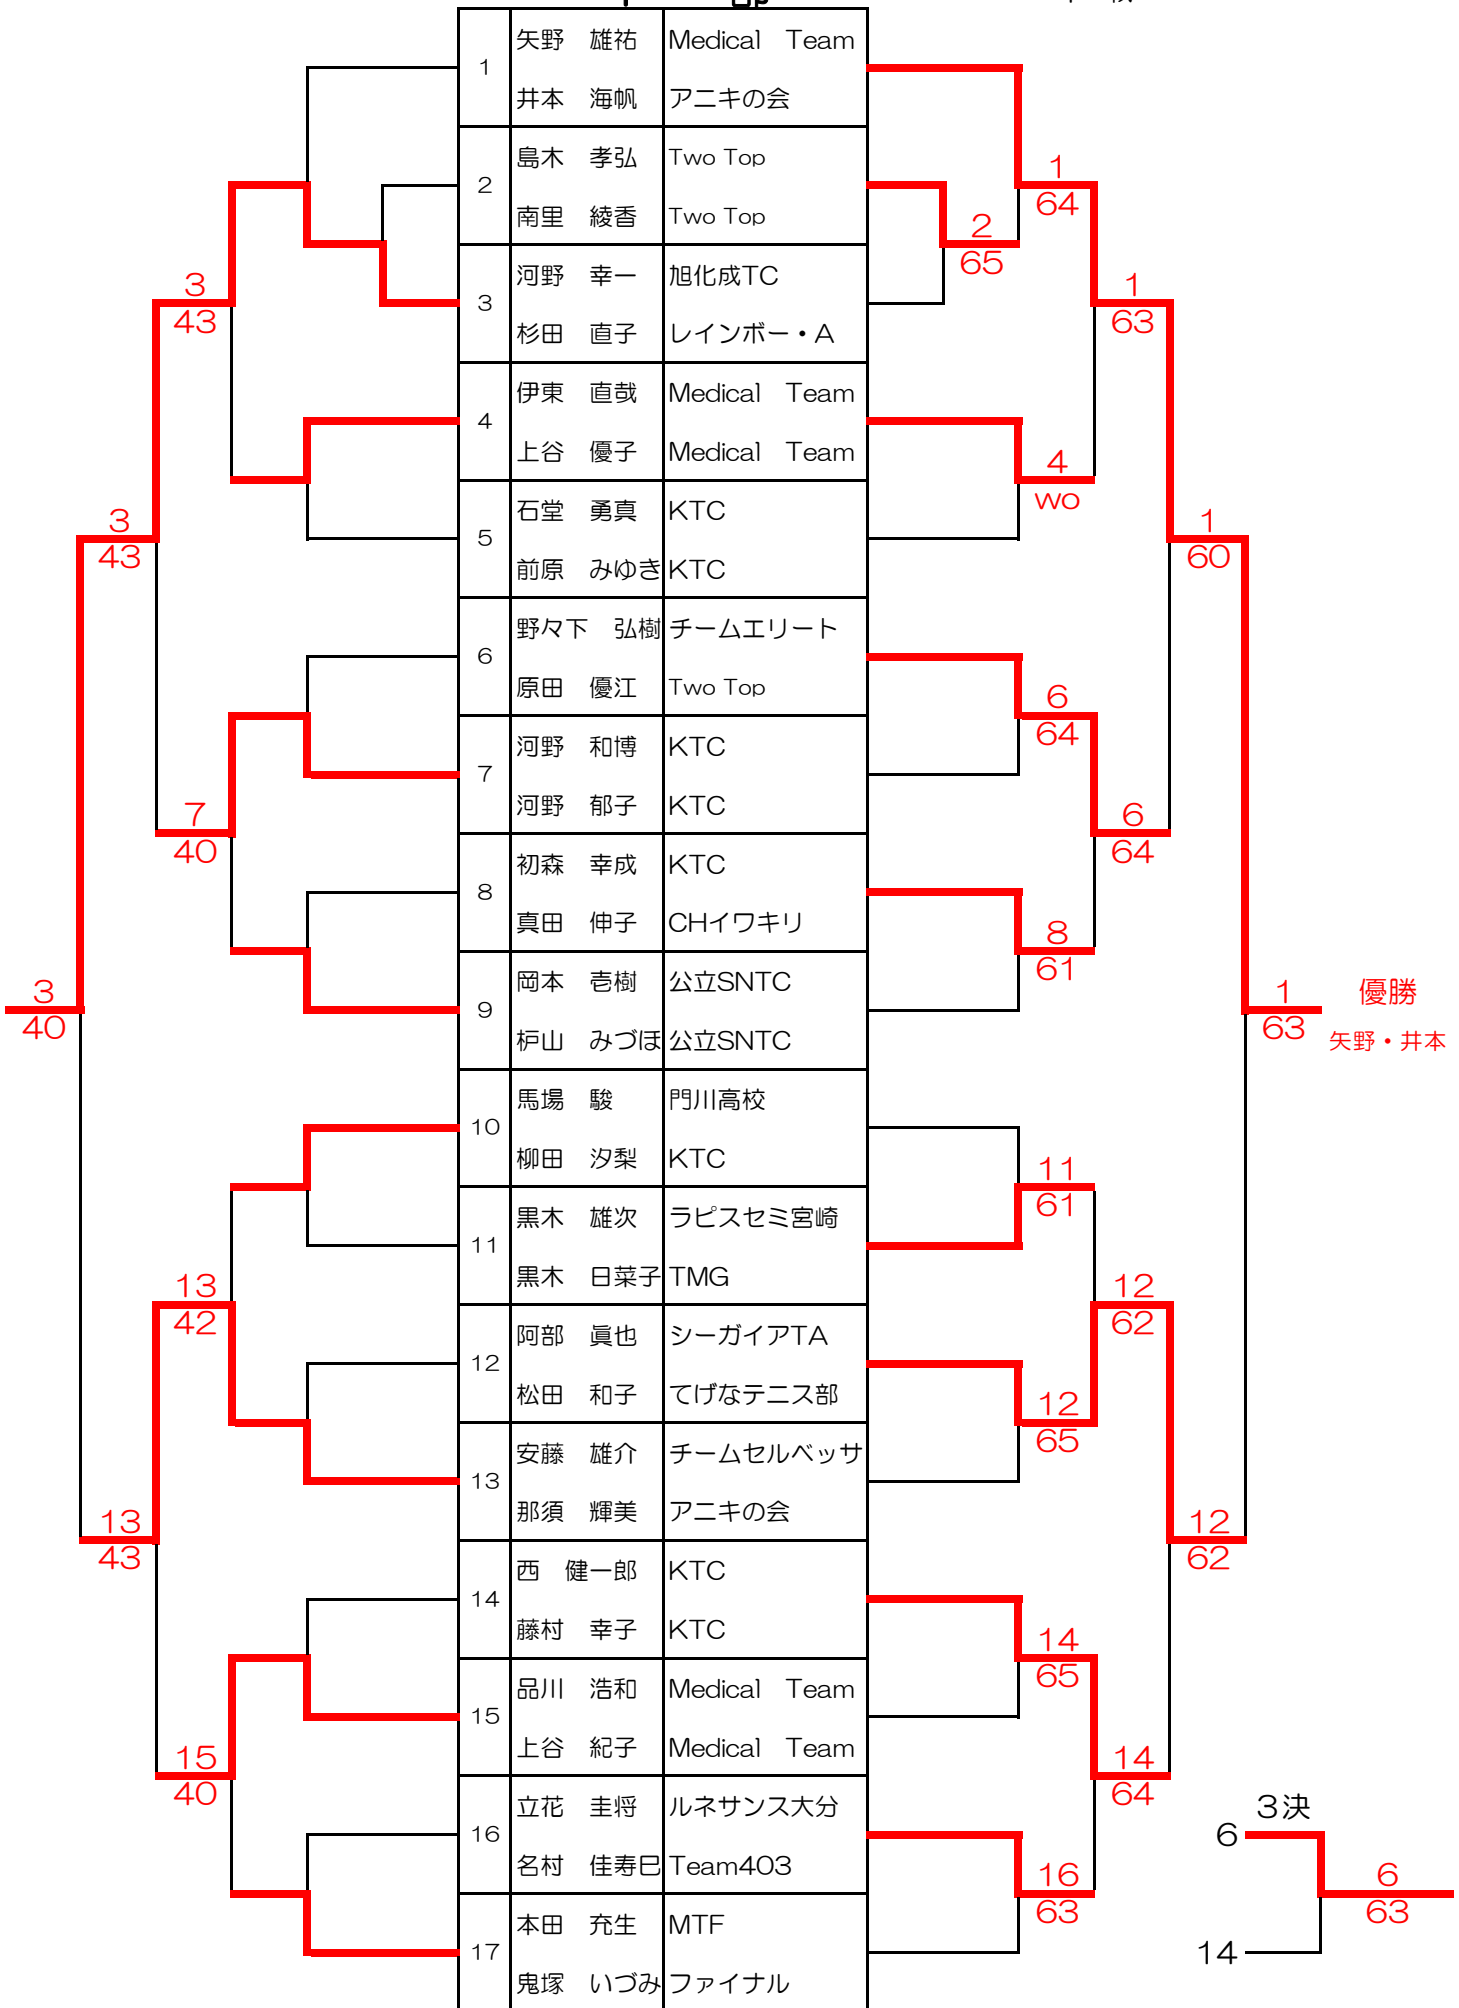 1
矢野　雄祐
Medical　Team
井本　海帆
アニキの会
2
島木　孝弘
Two Top
南里　綾香
Two Top
3
河野　幸一
旭化成TC
杉田　直子
レインボー・A
4
伊東　直哉
Medical　Team
上谷　優子
Medical　Team
5
石堂　勇真
KTC
前原　みゆき
KTC
6
野々下　弘樹
チームエリート
原田　優江
Two Top
7
河野　和博
KTC
河野　郁子
KTC
8
初森　幸成
KTC
真田　伸子
CHイワキリ
9
岡本　壱樹
公立SNTC
枦山　みづほ
公立SNTC
10
馬場　駿
門川高校
柳田　汐梨
KTC
11
黒木　雄次
ラピスセミ宮崎
黒木　日菜子
TMG
12
阿部　眞也
シーガイアTA
松田　和子
てげなテニス部
13
安藤　雄介
チームセルベッサ
那須　輝美
アニキの会
14
西　健一郎
KTC
藤村　幸子
KTC
15
品川　浩和
Medical　Team
上谷　紀子
Medical　Team
16
立花　圭将
ルネサンス大分
名村　佳寿巳
Team403
17
本田　充生
MTF
鬼塚　いづみ
ファイナル
3
43
7
40
13
42
15
40
3
43
13
43
3
40
2
65
1
64
4
wo
6
64
8
61
11
61
12
65
14
65
16
63
1
63
6
64
12
62
14
64
1
60
12
62
1
63
優勝
矢野・井本
3決
6
14
6
63